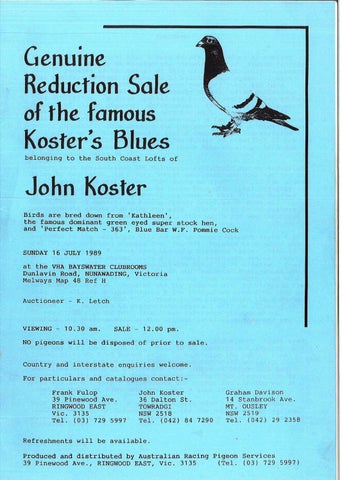 Genuine
Reduction Sale
of the famous
Koster's Blues
belonging to the South Coast Lofts of
John Koster
Birds are bred down from 'Kathleen',
the famous dominant green eyed super stock hen,
and 'Perfect Match - 363', Blue Bar W.F. Pommie Cock
SUNDAY 16 JULY 1989
at the VHA BAYSWATER CLUBROOMS
Dunlavin Road, NUNAWADING, Victoria
Melways Map 48 Ref H
Auctioneer - K. Letch
VIEWING - 10.30 am. SALE - 12.00 pm.
NO pigeons will be disposed of prior to sale.
Country and interstate enquiries welcome.
For particulars and catalogues contact:-
Frank Fulop John Koster Graham Davison
39 Pinewood Ave. 36 Dalton St. 14 Stanbrook Ave.
RINGWOOD EAST TOWRADGI MT. OUSLEY
Vic. 3135 NSW 2518 NSW 2519
Tel. (03) 729 5997 Tel. (042) 84 7290 Tel. (042) 29 2358
Refreshments will be available.
Produced and distributed by Australian Racing Pigeon Services
39 Pinewood Ave., RINGWOOD EAST, Vic. 3135 (Tel. (03) 729 5997)